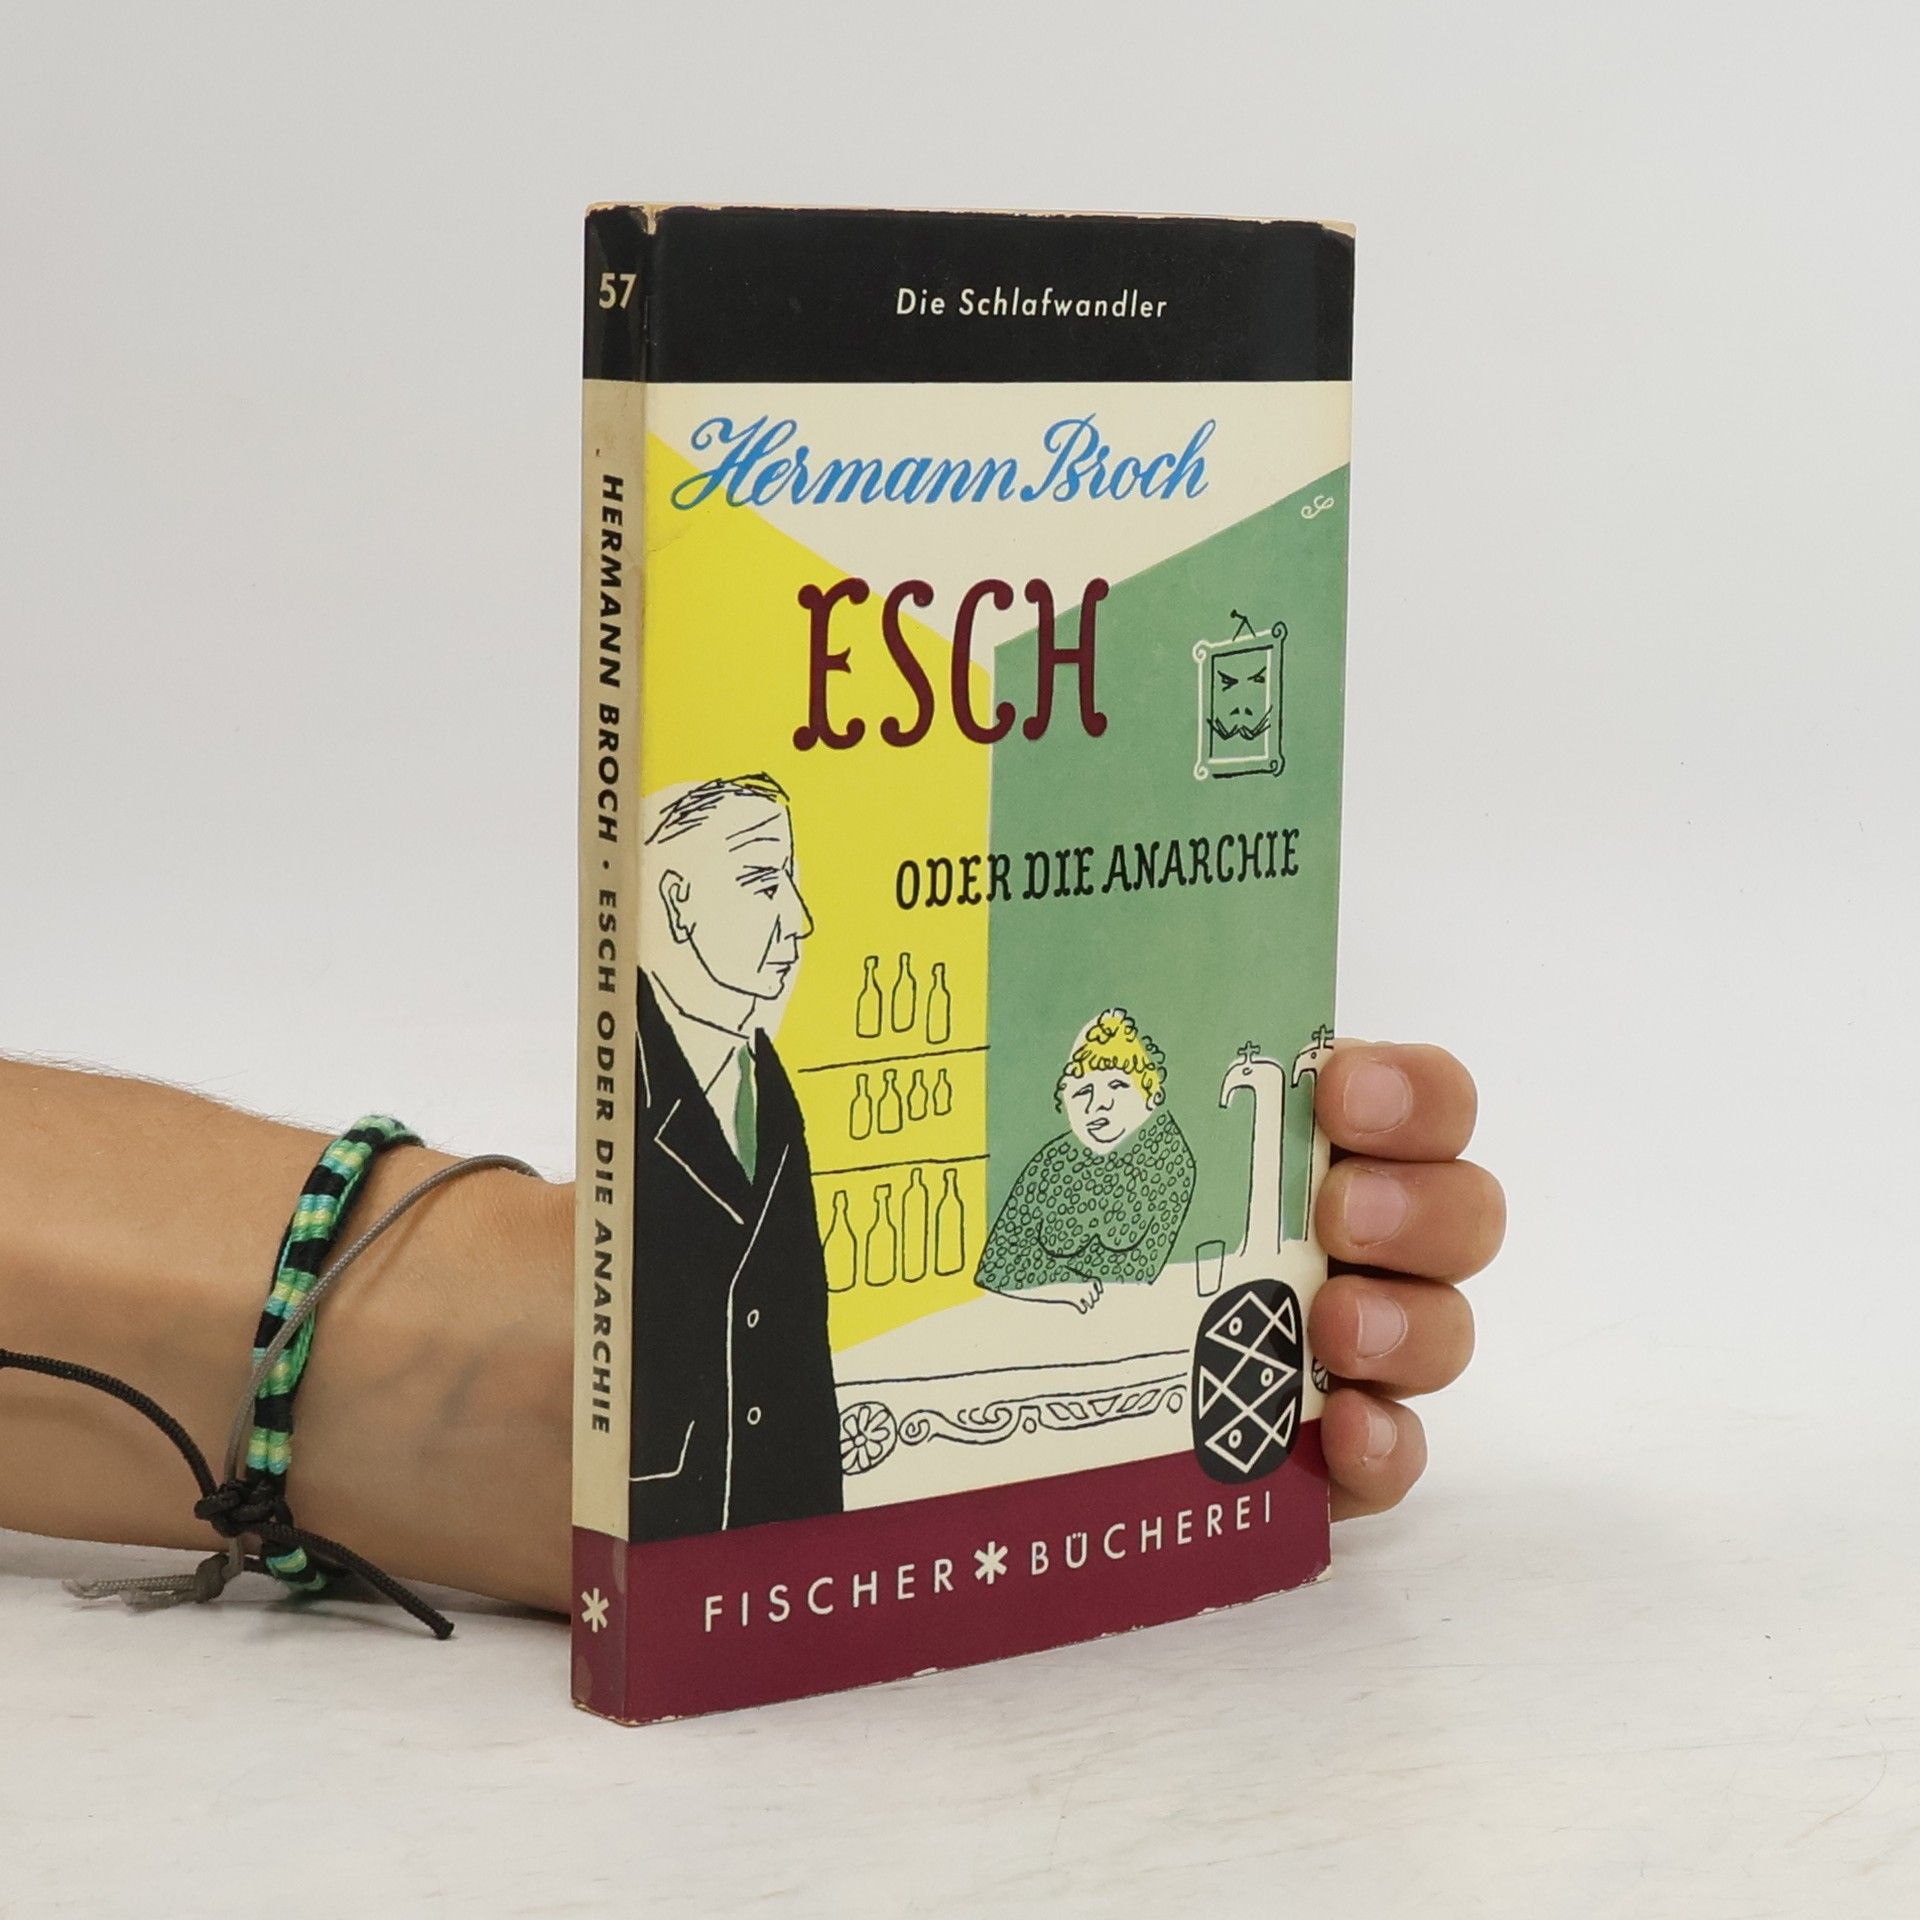 57
HERMANN BROCH · ESCH ODER DIE ANARCHIE
Die Schlafwandler
Hermann Broch
ESCH
ODER DIE ANARCHIE
FISCHER * BÜCHEREI